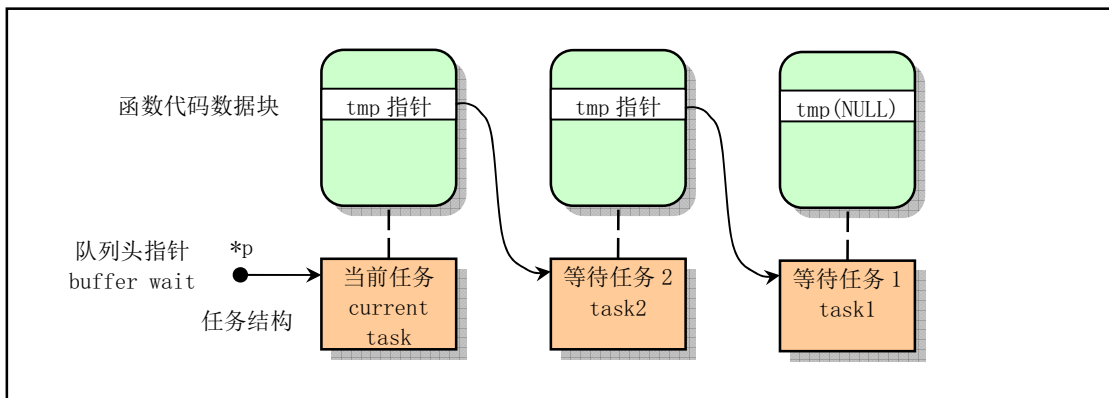 函数代码数据块
tmp 指针
tmp 指针
tmp(NULL)
队列头指针
buffer wait
*p
任务结构
当前任务
current
task
等待任务 2
task2
等待任务 1
task1